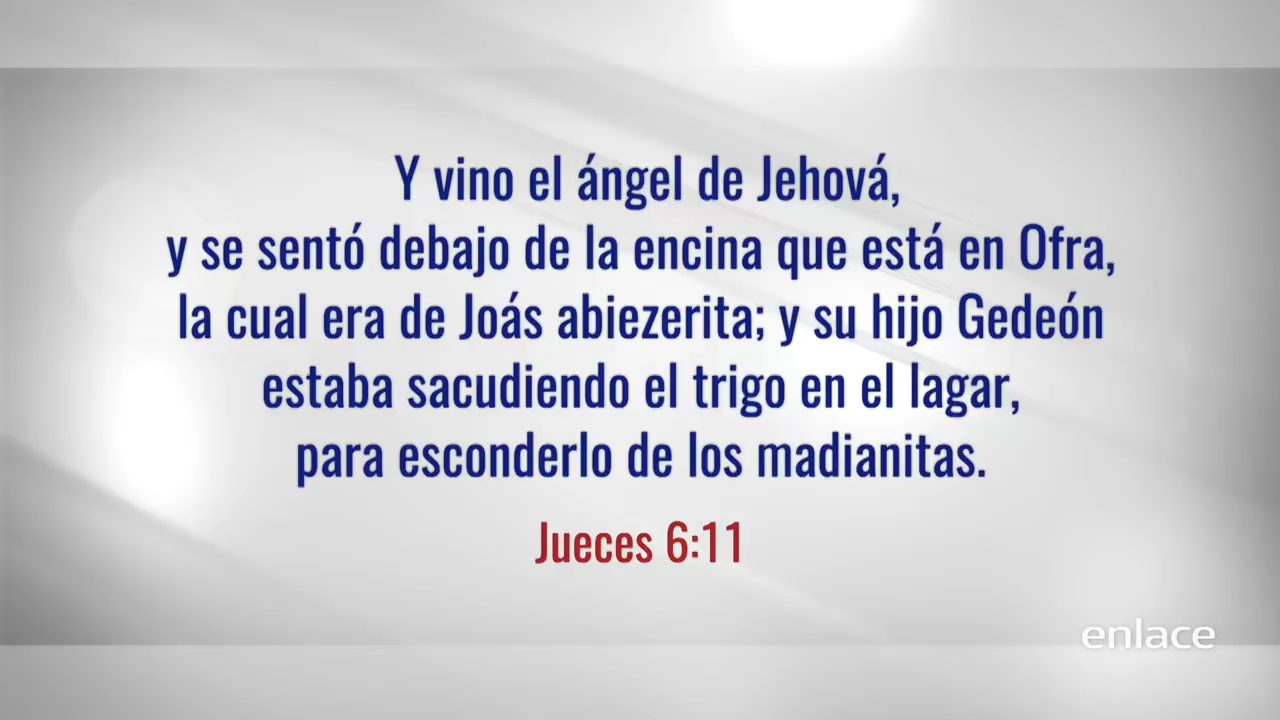 Y vino el ángel de Jehová,
y se sentó debajo de la encina que está en Ofra,
la cual era de Joás abiezerita; y su hijo Gedeón
estaba sacudiendo el trigo en el lagar,
para esconderlo de los madianitas.
Jueces 6:11
enlace